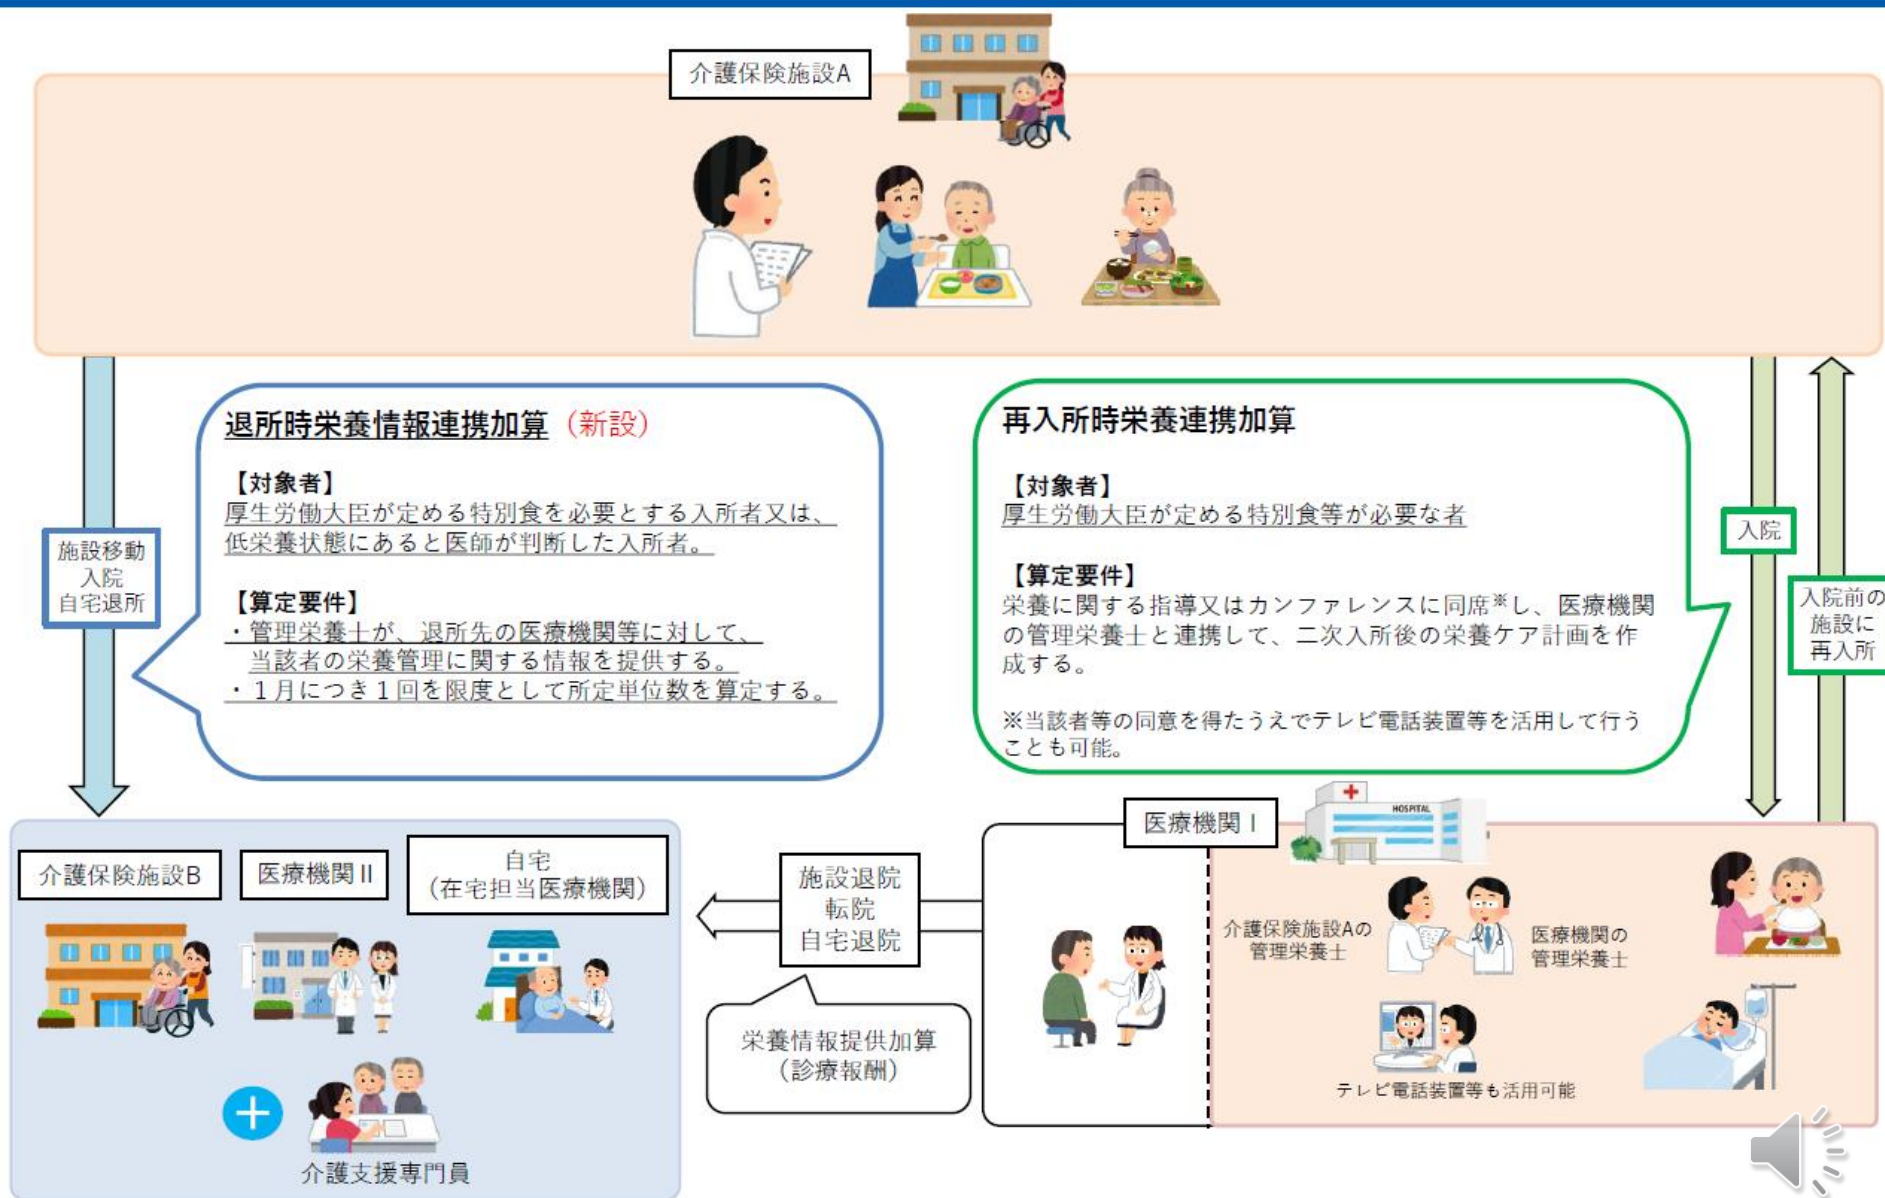 介護保険施設A
退所時栄養情報連携加算（新設）
【対象者】
厚生労働大臣が定める特別食を必要とする入所者又は、
低栄養状態にあると医師が判断した入所者。
【算定要件】
・管理栄養士が、退所先の医療機関等に対して、
当該者の栄養管理に関する情報を提供する。
・１月につき１回を限度として所定単位数を算定する。
施設移動
入院
自宅退所
再入所時栄養連携加算
【対象者】
厚生労働大臣が定める特別食等が必要な者
【算定要件】
栄養に関する指導又はカンファレンスに同席※し、医療機関
の管理栄養士と連携して、二次入所後の栄養ケア計画を作
成する。
※当該者等の同意を得たうえでテレビ電話装置等を活用して行う
ことも可能。
入院
入院前の
施設に
再入所
介護保険施設B
医療機関Ⅱ
自宅
（在宅担当医療機関）
介護支援専門員
施設退院
転院
自宅退院
栄養情報提供加算
（診療報酬）
医療機関Ⅰ
HOSPITAL
介護保険施設Aの
管理栄養士
医療機関の
管理栄養士
テレビ電話装置等も活用可能